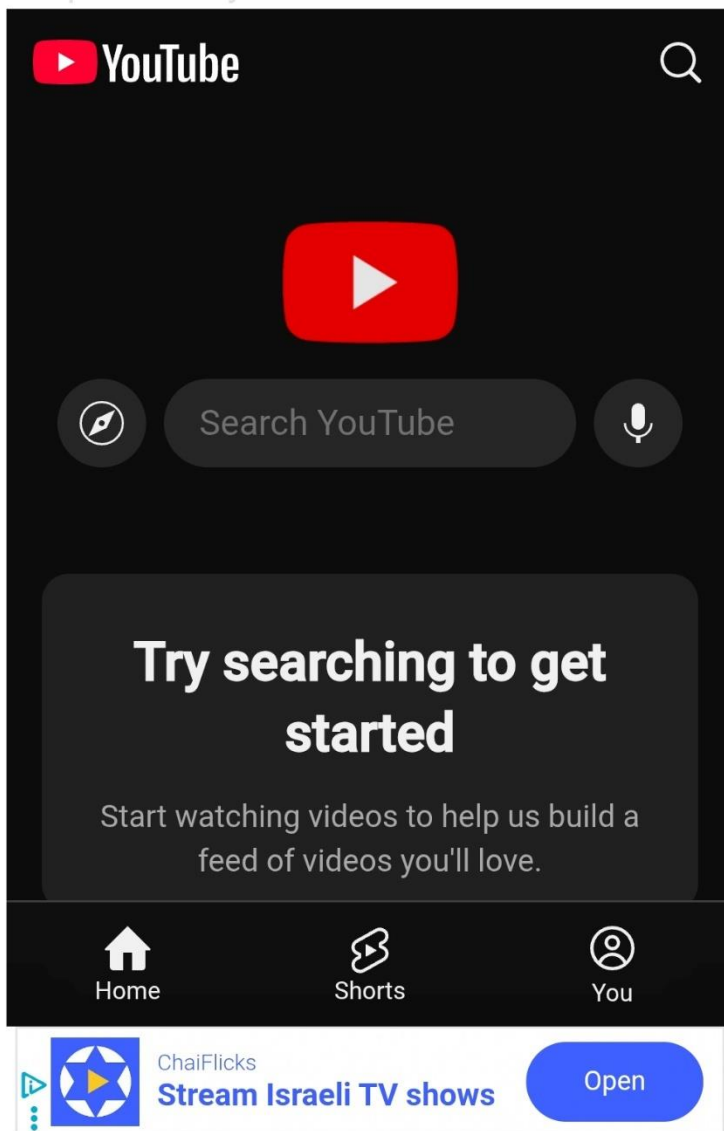 YouTube
Search YouTube
Try searching to get
started
Start watching videos to help us build a
feed of videos you'll love.
Home
Shorts
You
ChaiFlicks
Stream Israeli TV shows
Open